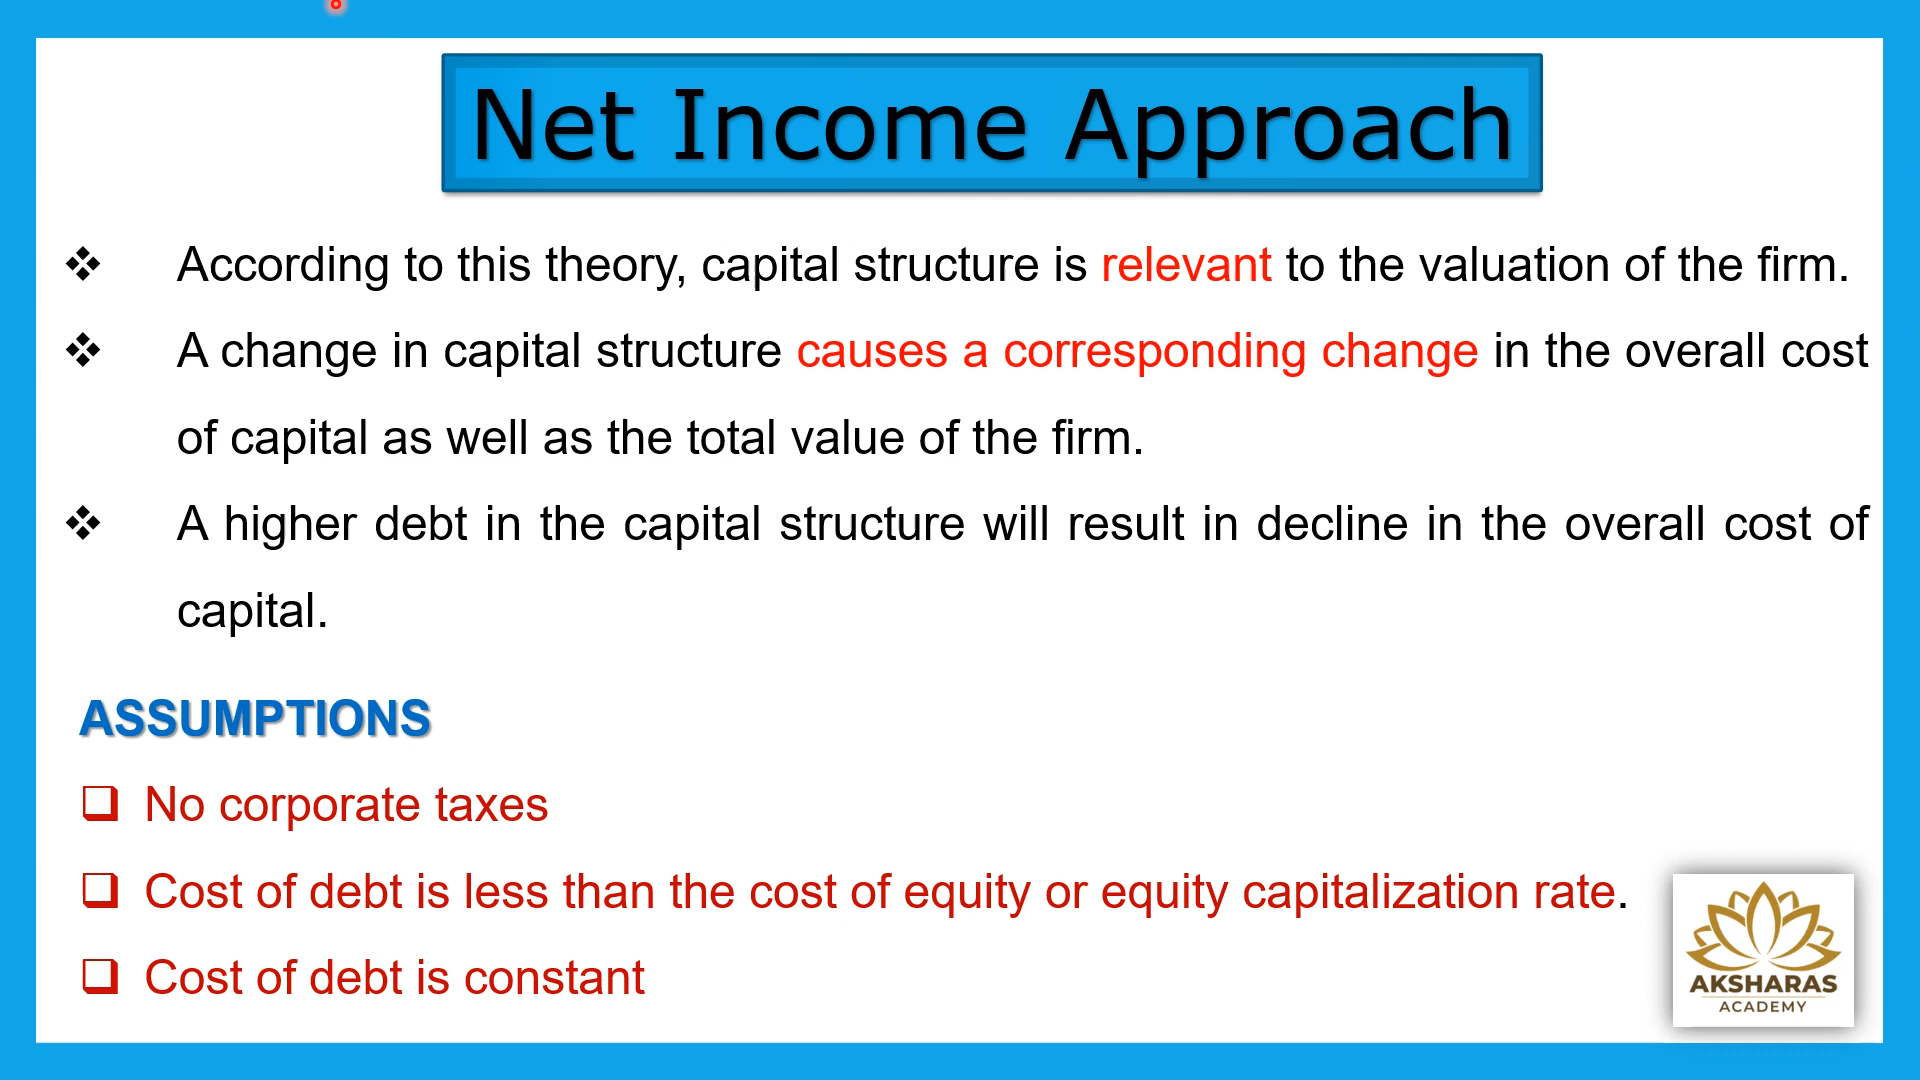 Net Income Approach
❖ According to this theory, capital structure is relevant to the valuation of the firm.
❖ A change in capital structure causes a corresponding change in the overall cost
of capital as well as the total value of the firm.
❖ A higher debt in the capital structure will result in decline in the overall cost of
capital.
ASSUMPTIONS
❑ No corporate taxes
❑ Cost of debt is less than the cost of equity or equity capitalization rate.
❑ Cost of debt is constant
AKSHARAS
ACADEMY